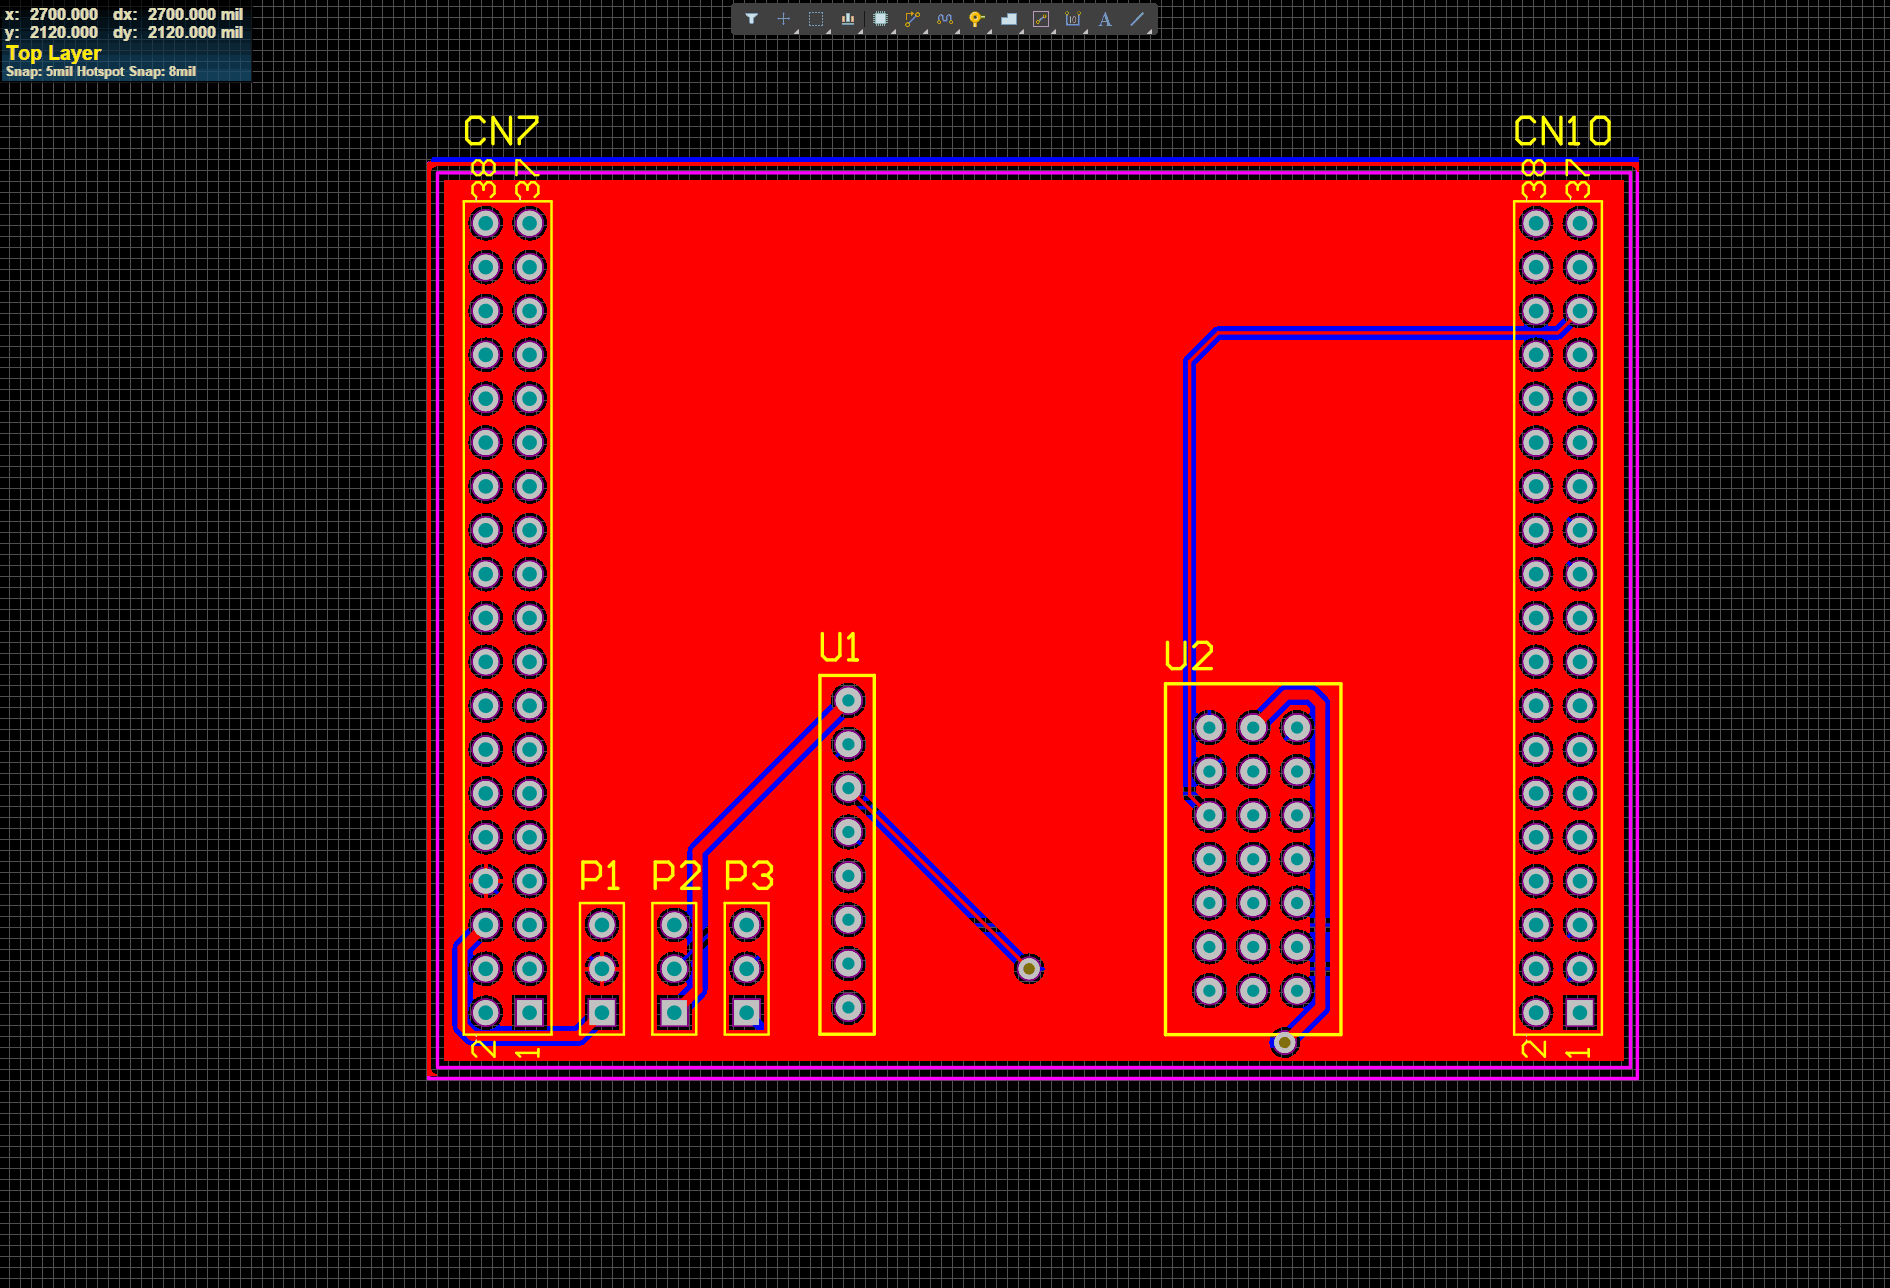 x: 2700.000 dx: 2700.000 mil
y: 2120.000 dy: 2120.000 mil
Top Layer
Snap: 5mil Hotspot Snap: 8mil
A
CN7
CN10
38 37
38 37
U1
U2
P1 P2 P3
2 1
2 1